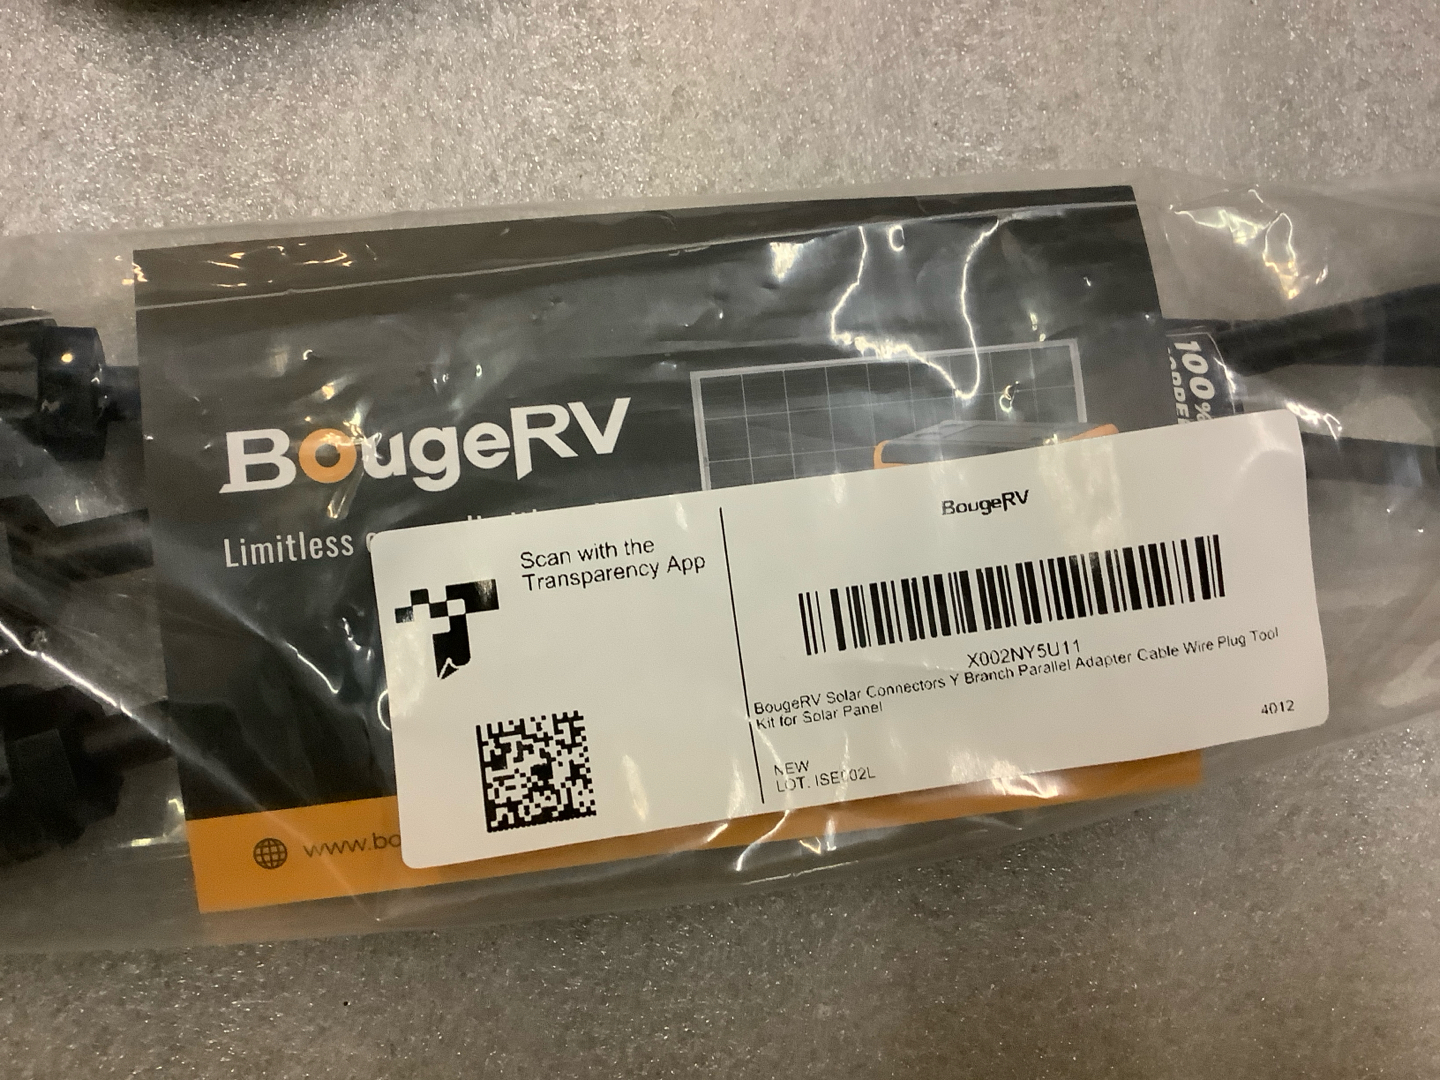 BougeRV
Limitless
www.bo
100%
COPPER
Scan with the
Transparency App
BougeRV
X002NY5U11
BougeRV Solar Connectors Y Branch Parallel Adapter Cable Wire Plug Tool
Kit for Solar Panel
4012
NEW
LOT. ISE002L